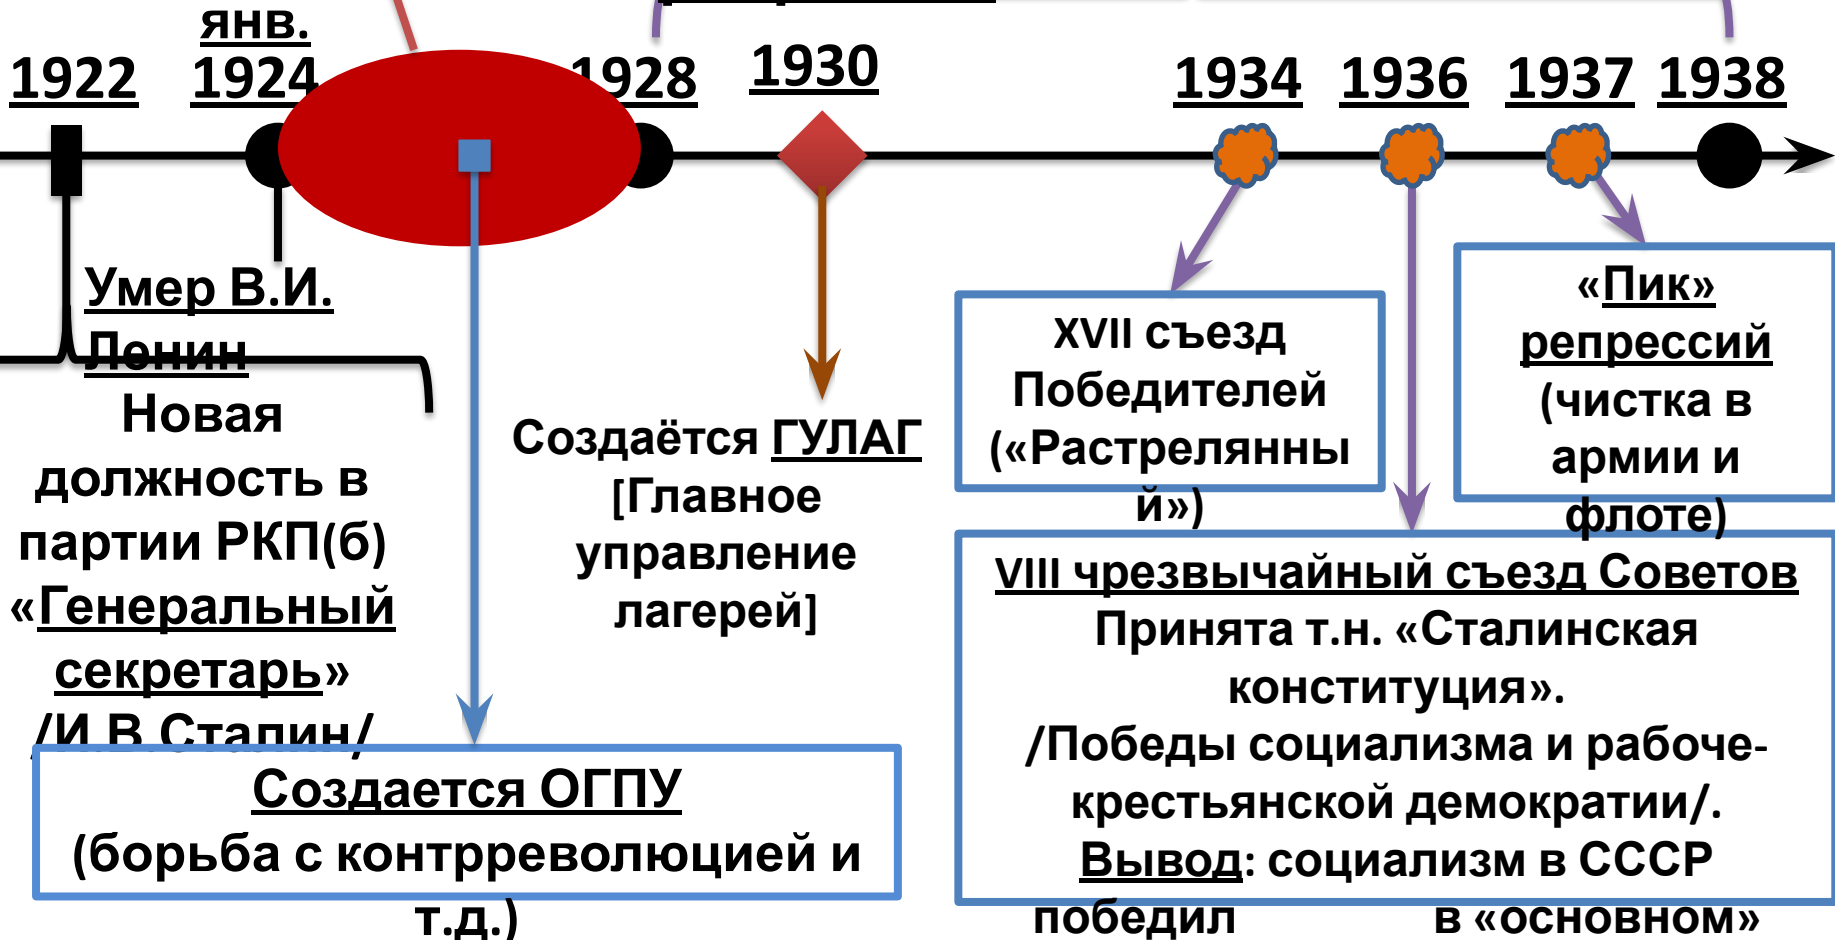 янв.
1922
1924
1928
1930
1934
1936
1937
1938
Умер В.И.
Ленин
Новая
должность в
партии РКП(б)
«Генеральный
секретарь»
/И.В.Сталин/
Создается ОГПУ
(борьба с контрреволюцией и
т.д.)
Создаётся ГУЛАГ
[Главное
управление
лагерей]
XVII съезд
Победителей
(«Растрелянны
й»)
«Пик»
репрессий
(чистка в
армии и
флоте)
VIII чрезвычайный съезд Советов
Принята т.н. «Сталинская
конституция».
/Победы социализма и рабоче-
крестьянской демократии/.
Вывод: социализм в СССР
победил в «основном»